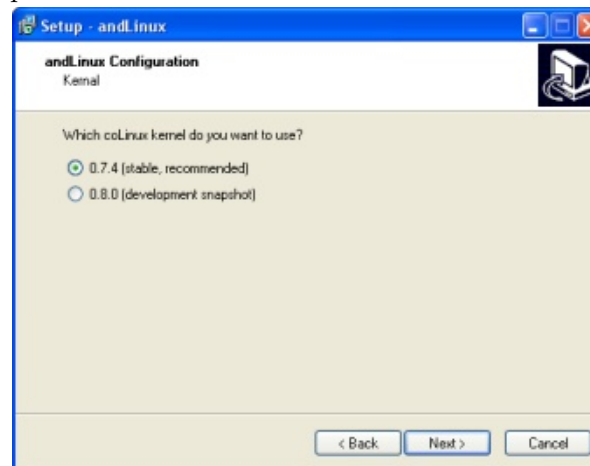 Setup - andLinux
andLinux Configuration
Kernal
Which coLinux kernel do you want to use?
0.7.4 (stable, recommended)
0.8.0 (development snapshot)
< Back
Next >
Cancel